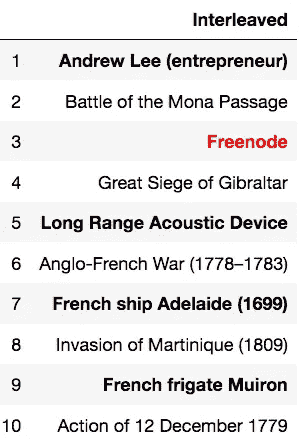 Interleaved
1 Andrew Lee (entrepreneur)
2 Battle of the Mona Passage
3 Freenode
4 Great Siege of Gibraltar
5 Long Range Acoustic Device
6 Anglo-French War (1778–1783)
7 French ship Adelaide (1699)
8 Invasion of Martinique (1809)
9 French frigate Muiron
10 Action of 12 December 1779